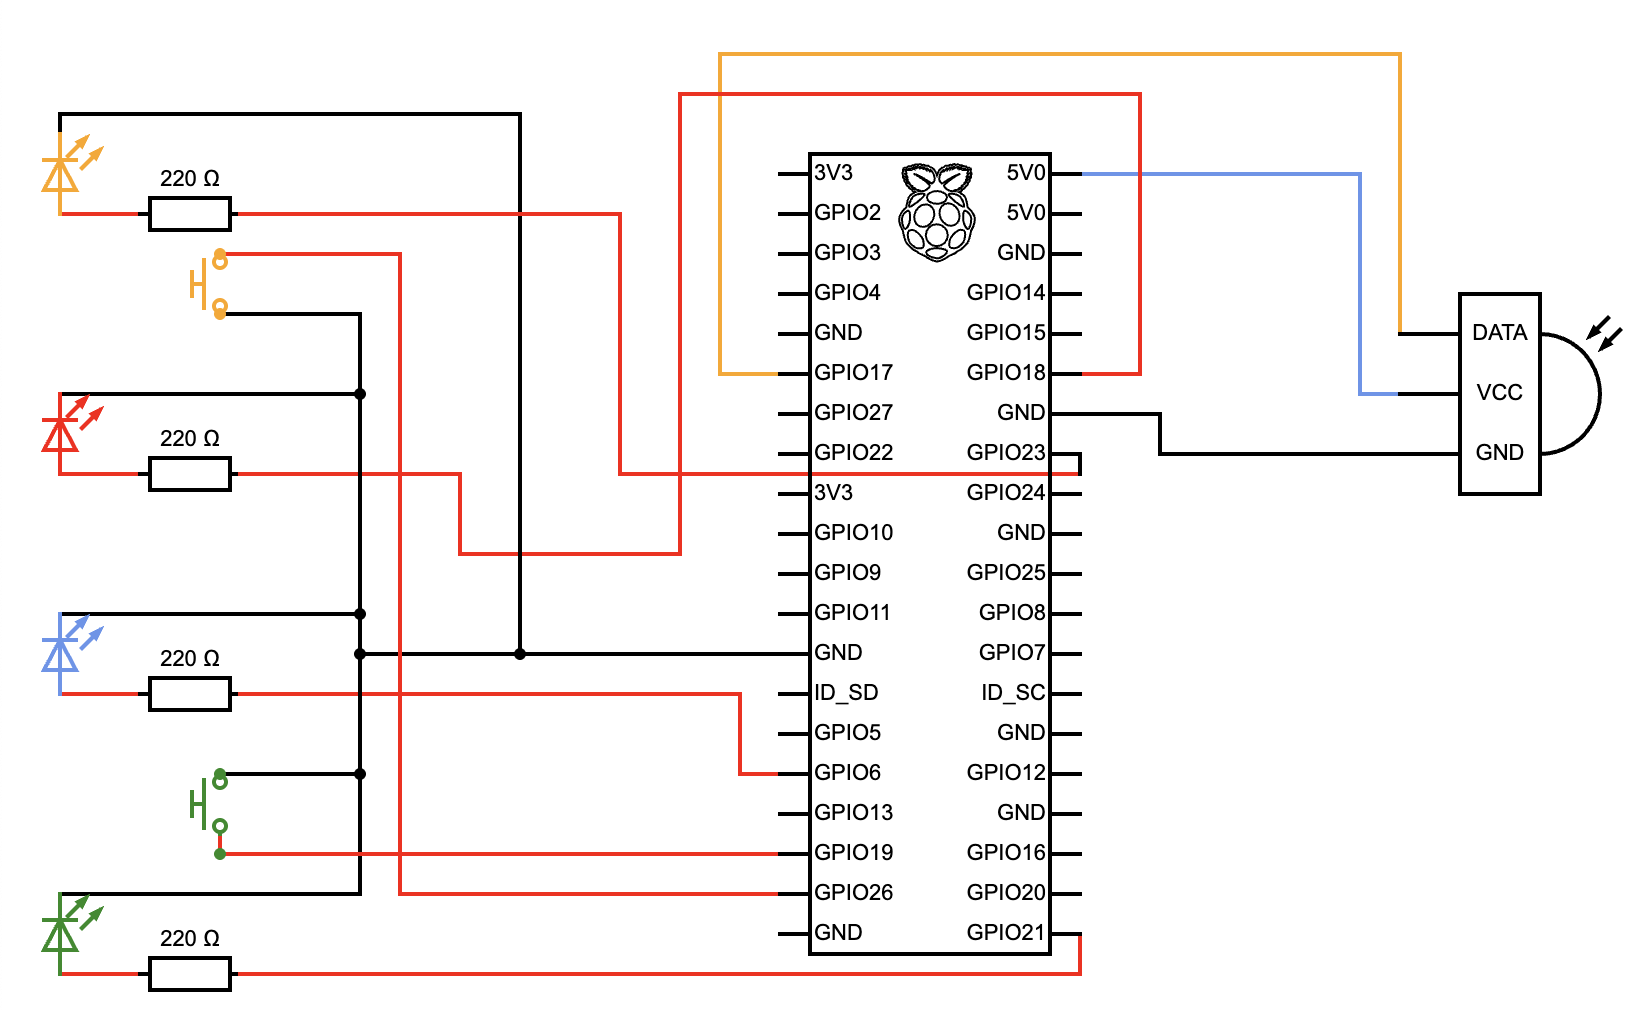 220 Ω
220 Ω
220 Ω
220 Ω
3V3 5V0
GPIO2 5V0
GPIO3 GND
GPIO4 GPIO14
GND GPIO15
GPIO17 GPIO18
GPIO27 GND
GPIO22 GPIO23
3V3 GPIO24
GPIO10 GND
GPIO9 GPIO25
GPIO11 GPIO8
GND GPIO7
ID_SD ID_SC
GPIO5 GND
GPIO6 GPIO12
GPIO13 GND
GPIO19 GPIO16
GPIO26 GPIO20
GND GPIO21
DATA
VCC
GND